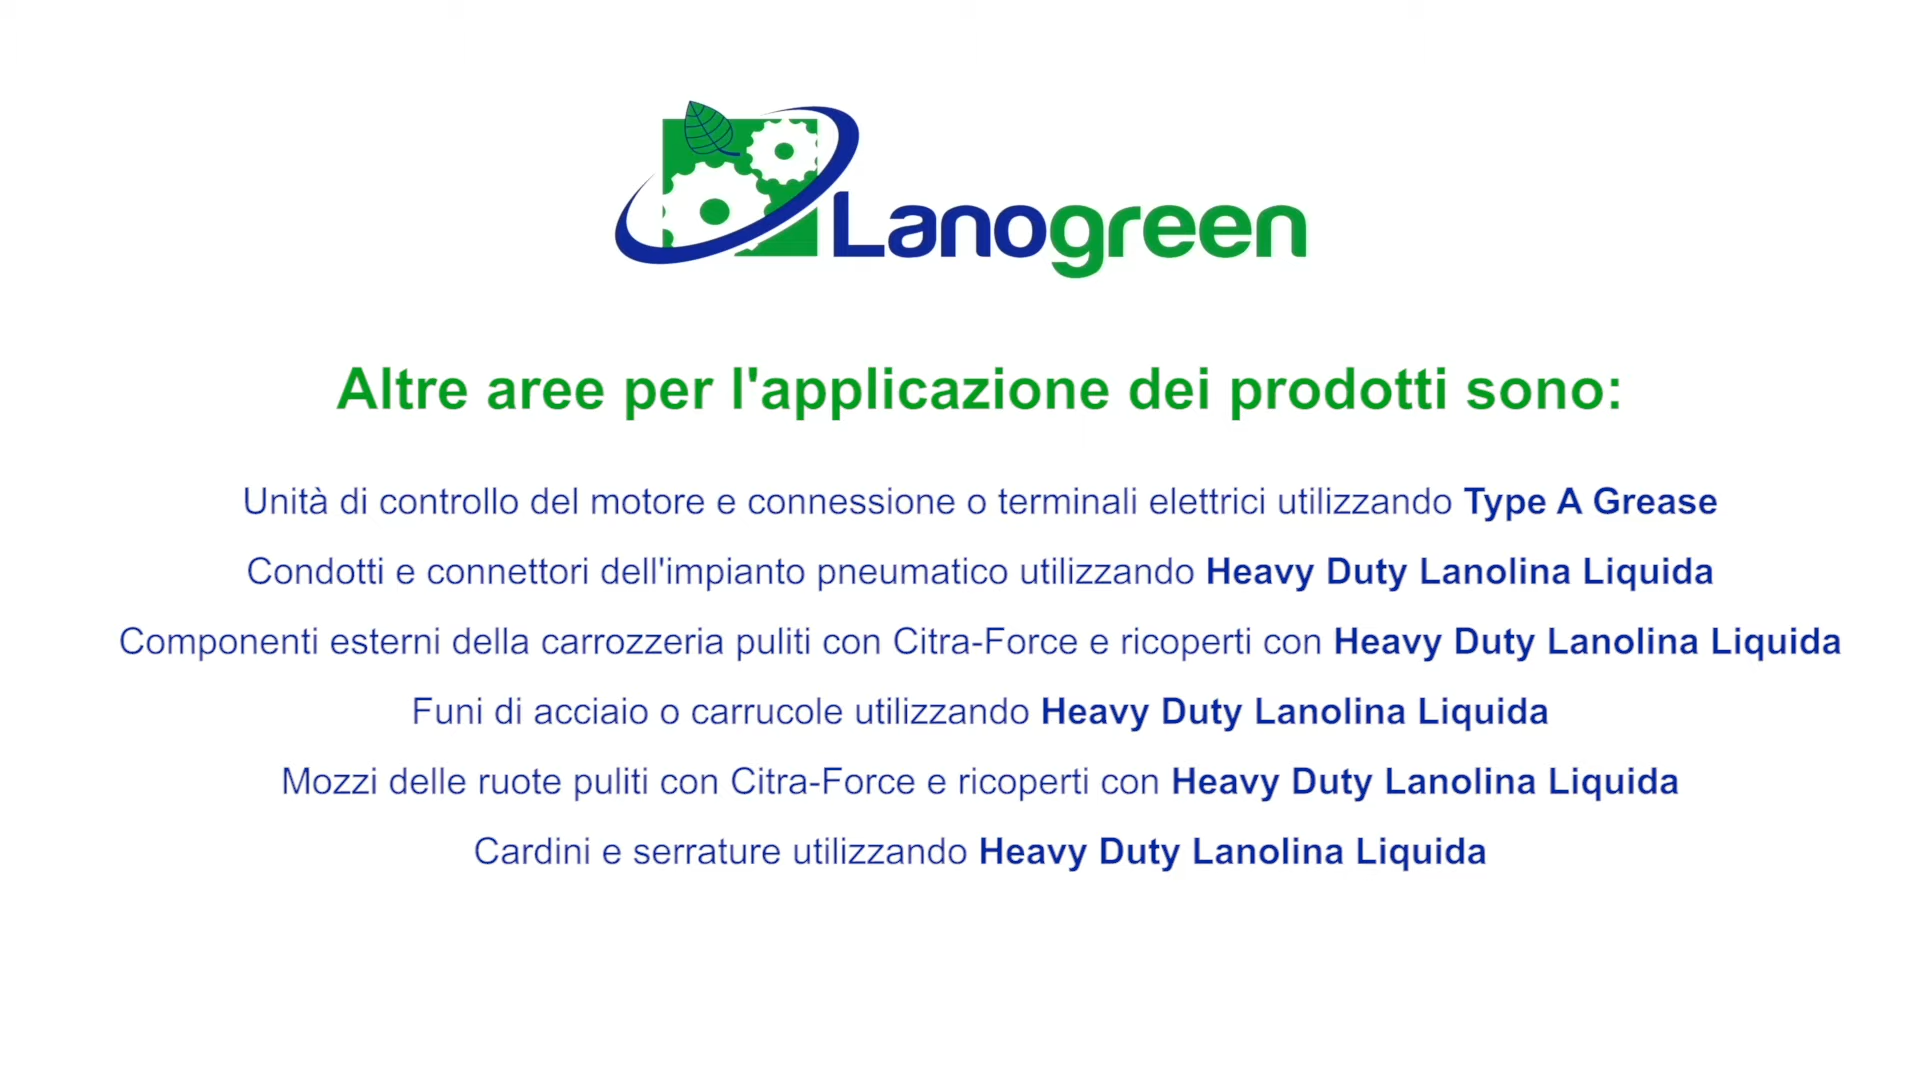 Lanogreen
Altre aree per l'applicazione dei prodotti sono:
Unità di controllo del motore e connessione o terminali elettrici utilizzando Type A Grease
Condotti e connettori dell'impianto pneumatico utilizzando Heavy Duty Lanolina Liquida
Componenti esterni della carrozzeria puliti con Citra-Force e ricoperti con Heavy Duty Lanolina Liquida
Funi di acciaio o carrucole utilizzando Heavy Duty Lanolina Liquida
Mozzi delle ruote puliti con Citra-Force e ricoperti con Heavy Duty Lanolina Liquida
Cardini e serrature utilizzando Heavy Duty Lanolina Liquida